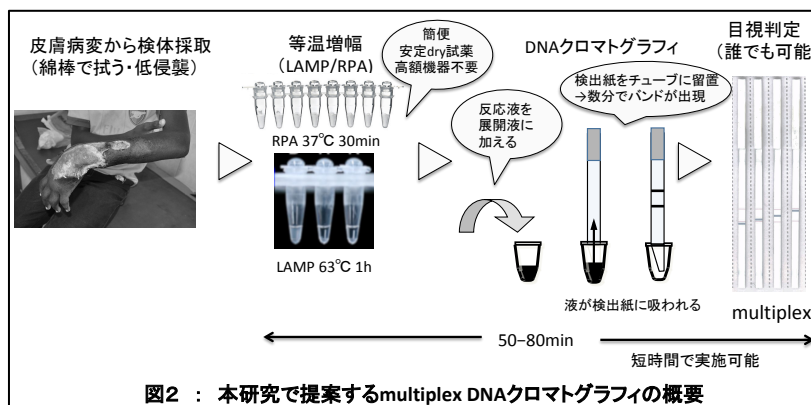 皮膚病変から検体採取
(綿棒で拭う・低侵襲)
等温増幅
(LAMP/RPA)
簡便
安定dry試薬
高額機器不要
RPA 37℃ 30min
LAMP 63℃ 1h
DNAクロマトグラフィ
反応液を
展開液に
加える
検出紙をチューブに留置
→数分でバンドが出現
液が検出紙に吸われる
目視判定
(誰でも可能)
multiplex
50−80min
短時間で実施可能
図2 : 本研究で提案するmultiplex DNAクロマトグラフィの概要